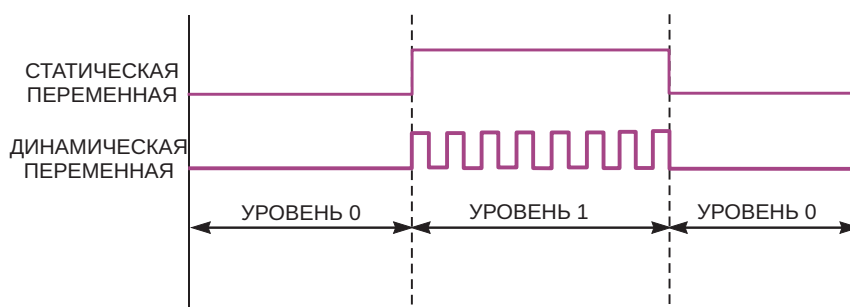 СТАТИЧЕСКАЯ
ПЕРЕМЕННАЯ
ДИНАМИЧЕСКАЯ
ПЕРЕМЕННАЯ
УРОВЕНЬ 0
УРОВЕНЬ 1
УРОВЕНЬ 0